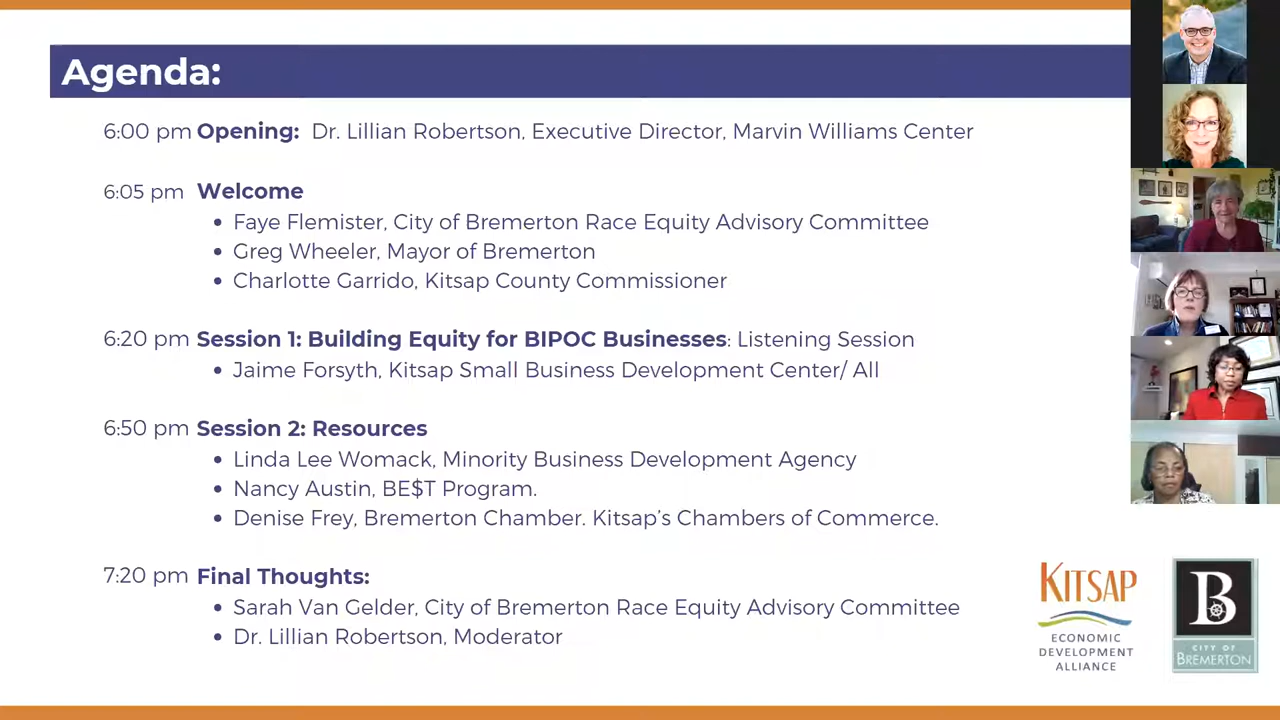 Agenda:
6:00 pm Opening: Dr. Lillian Robertson, Executive Director, Marvin Williams Center
6:05 pm Welcome
• Faye Flemister, City of Bremerton Race Equity Advisory Committee
• Greg Wheeler, Mayor of Bremerton
• Charlotte Garrido, Kitsap County Commissioner
6:20 pm Session 1: Building Equity for BIPOC Businesses: Listening Session
• Jaime Forsyth, Kitsap Small Business Development Center/ All
6:50 pm Session 2: Resources
• Linda Lee Womack, Minority Business Development Agency
• Nancy Austin, BE$T Program.
• Denise Frey, Bremerton Chamber. Kitsap’s Chambers of Commerce.
7:20 pm Final Thoughts:
• Sarah Van Gelder, City of Bremerton Race Equity Advisory Committee
• Dr. Lillian Robertson, Moderator
KITSAP
ECONOMIC
DEVELOPMENT
ALLIANCE
B
CITY OF
BREMERTON